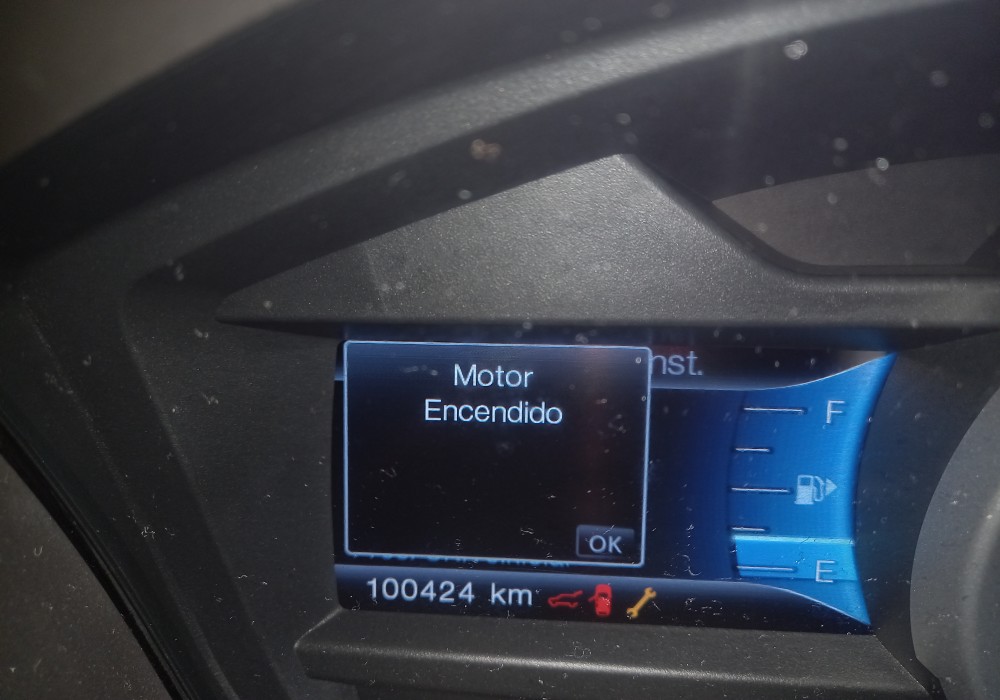 nst.
Motor
Encendido
F
OK
E
100424 km